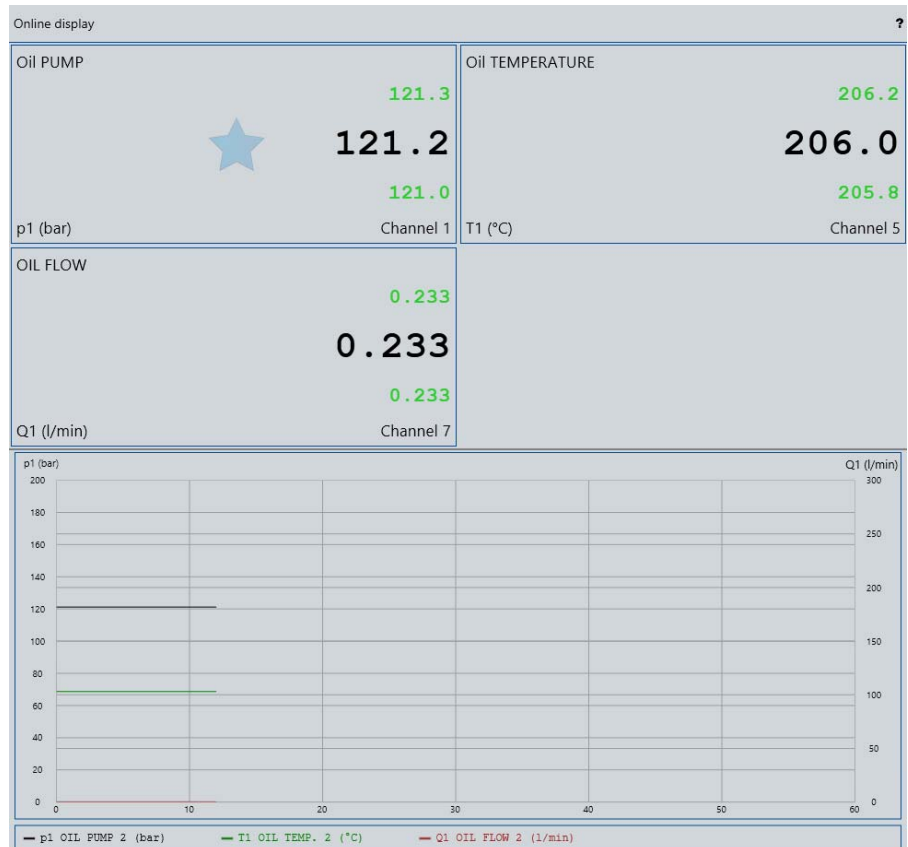 Online display ?
Oil PUMP
121.3
121.2
121.0
p1 (bar) Channel 1
Oil TEMPERATURE
206.2
206.0
205.8
T1 (°C) Channel 5
OIL FLOW
0.233
0.233
0.233
Q1 (l/min) Channel 7
p1 (bar) Q1 (l/min)
200 300
180
250
160
140
200
120
100 150
80
100
60
40
50
20
0 0
0 10 20 30 40 50 60
p1 OIL PUMP 2 (bar) T1 OIL TEMP. 2 (°C) Q1 OIL FLOW 2 (l/min)